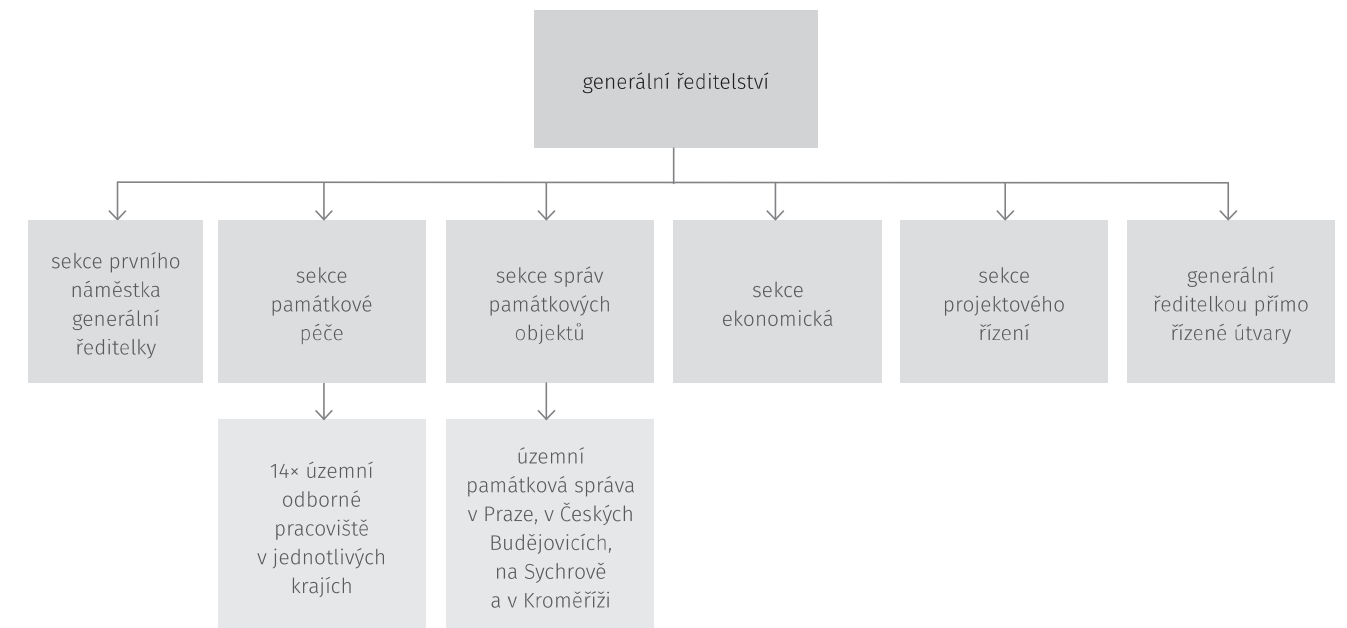 generální ředitelství
sekce prvního
náměstka
generální
ředitelky
sekce
památkové
péče
sekce správ
památkových
objektů
sekce
ekonomická
sekce
projektového
řízení
generální
ředitelkou přímo
řízené útvary
14× územní
odborné
pracoviště
v jednotlivých
krajích
územní
památková správa
v Praze, v Českých
Budějovicích,
na Sychrově
a v Kroměříži